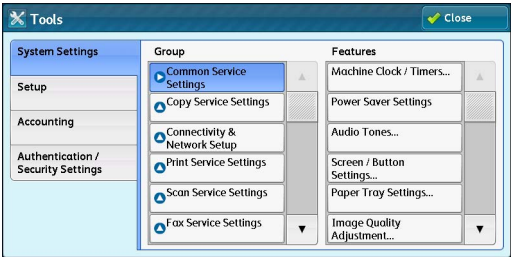 Tools
Close
System Settings
Setup
Accounting
Authentication /
Security Settings
Group
Common Service
Settings
Copy Service Settings
Connectivity &
Network Setup
Print Service Settings
Scan Service Settings
Fax Service Settings
Features
Machine Clock / Timers...
Power Saver Settings
Audio Tones...
Screen / Button
Settings...
Paper Tray Settings...
Image Quality
Adjustment...